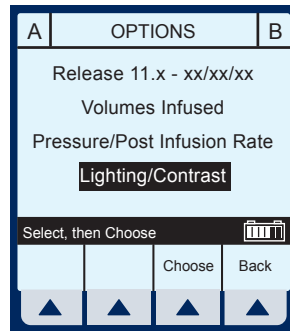 A OPTIONS B
Release 11.x - xx/xx/xx
Volumes Infused
Pressure/Post Infusion Rate
Lighting/Contrast
Select, then Choose
Choose Back